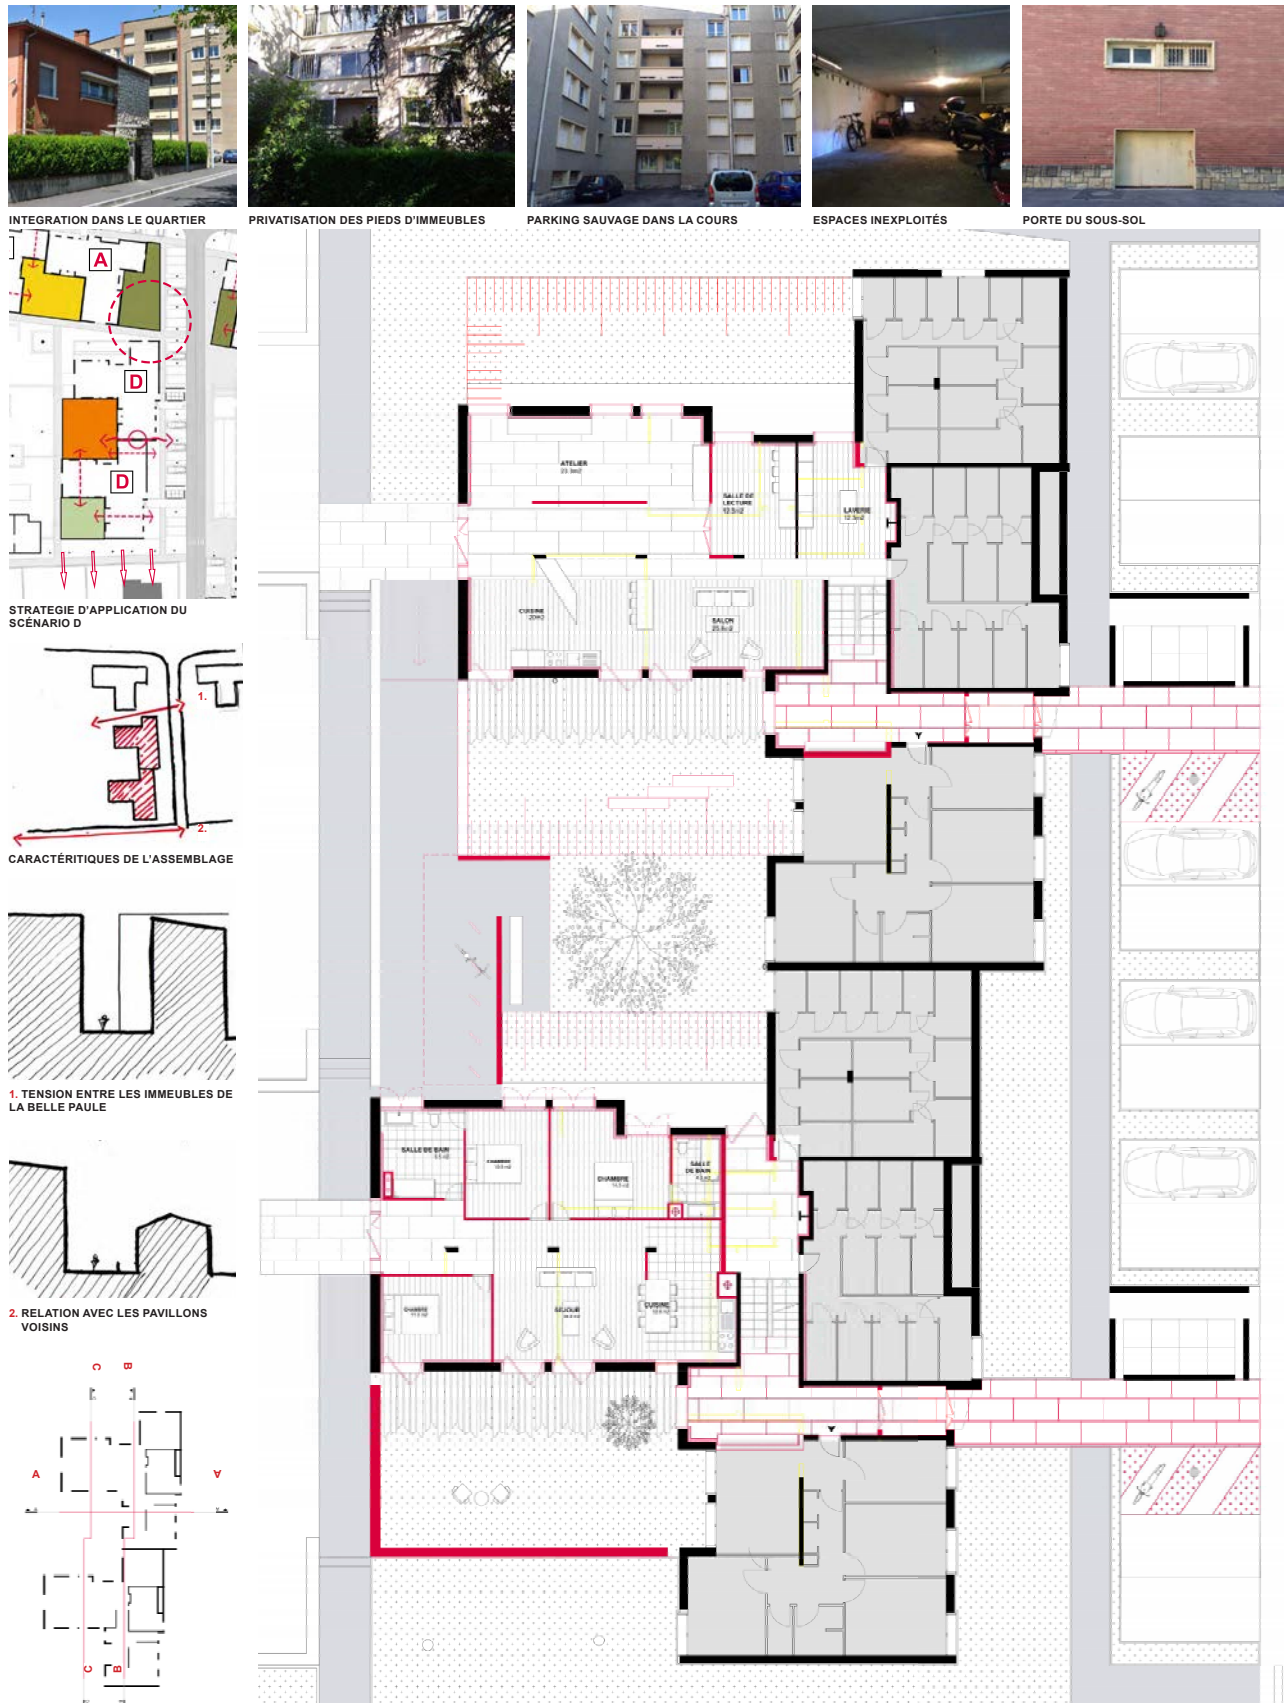 INTEGRATION DANS LE QUARTIER
PRIVATISATION DES PIEDS D'IMMEUBLES
PARKING SAUVAGE DANS LA COURS
ESPACES INEXPLOITÉS
PORTE DU SOUS-SOL
A
D
D
STRATEGIE D'APPLICATION DU
SCÉNARIO D
1.
2.
CARACTÉRITIQUES DE L'ASSEMBLAGE
1. TENSION ENTRE LES IMMEUBLES DE
LA BELLE PAULE
2. RELATION AVEC LES PAVILLONS
VOISINS
C B
A A
C B
ATELIER
SALLE DE
LECTURE
12.5m2
LAVERIE
CUISINE
20m2
SALON
SALLE DE BAIN
CHAMBRE
CHAMBRE
SALLE
DE BAIN
CHAMBRE
SEJOUR
CUISINE